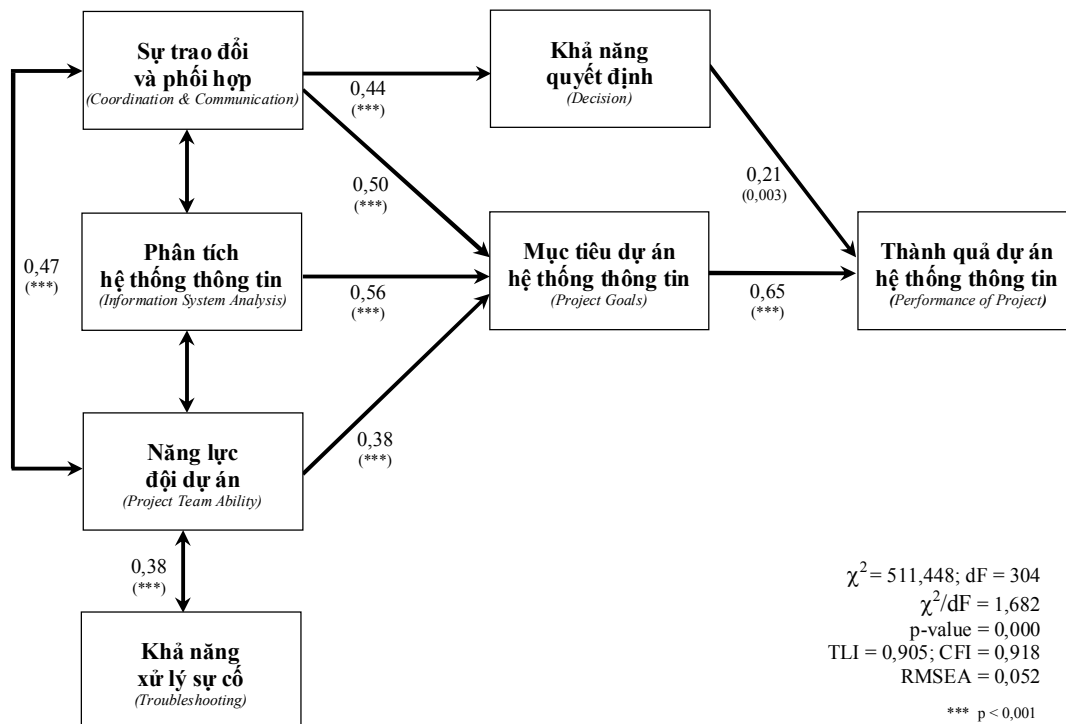 Sự trao đổi
và phối hợp
(Coordination & Communication)
Khả năng
quyết định
(Decision)
0,44
(***)
0,50
(***)
0,21
(0,003)
Phân tích
hệ thống thông tin
(Information System Analysis)
Mục tiêu dự án
hệ thống thông tin
(Project Goals)
Thành quả dự án
hệ thống thông tin
(Performance of Project)
0,47
(***)
0,56
(***)
0,65
(***)
Năng lực
đội dự án
(Project Team Ability)
0,38
(***)
0,38
(***)
Khả năng
xử lý sự cố
(Troubleshooting)
χ² = 511,448; dF = 304
χ²/dF = 1,682
p-value = 0,000
TLI = 0,905; CFI = 0,918
RMSEA = 0,052
*** p < 0,001